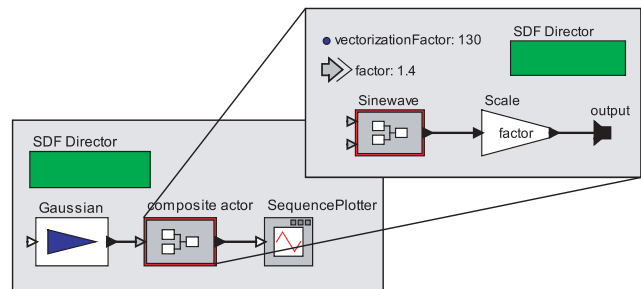 vectorizationFactor: 130
SDF Director
factor: 1.4
Sinewave
Scale
output
factor
SDF Director
Gaussian
composite actor
SequencePlotter